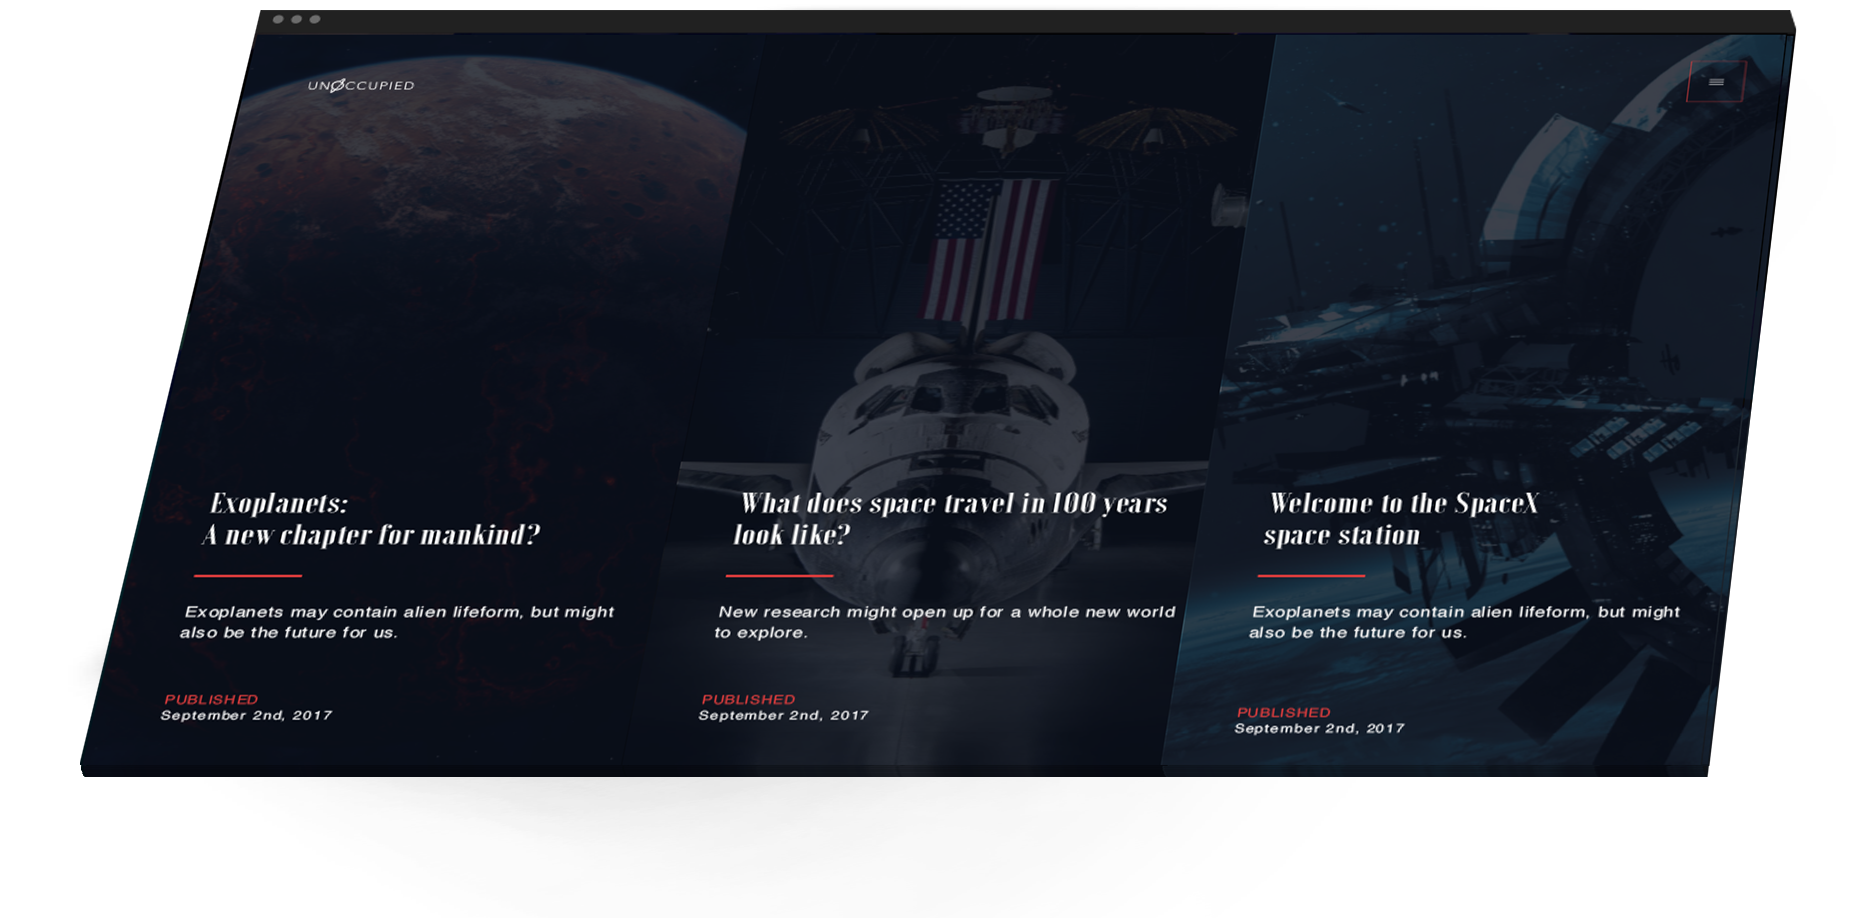 UNOCCUPIED
Exoplanets:
A new chapter for mankind?
Exoplanets may contain alien lifeform, but might
also be the future for us.
PUBLISHED
September 2nd, 2017
What does space travel in 100 years
look like?
New research might open up for a whole new world
to explore.
PUBLISHED
September 2nd, 2017
Welcome to the SpaceX
space station
Exoplanets may contain alien lifeform, but might
also be the future for us.
PUBLISHED
September 2nd, 2017